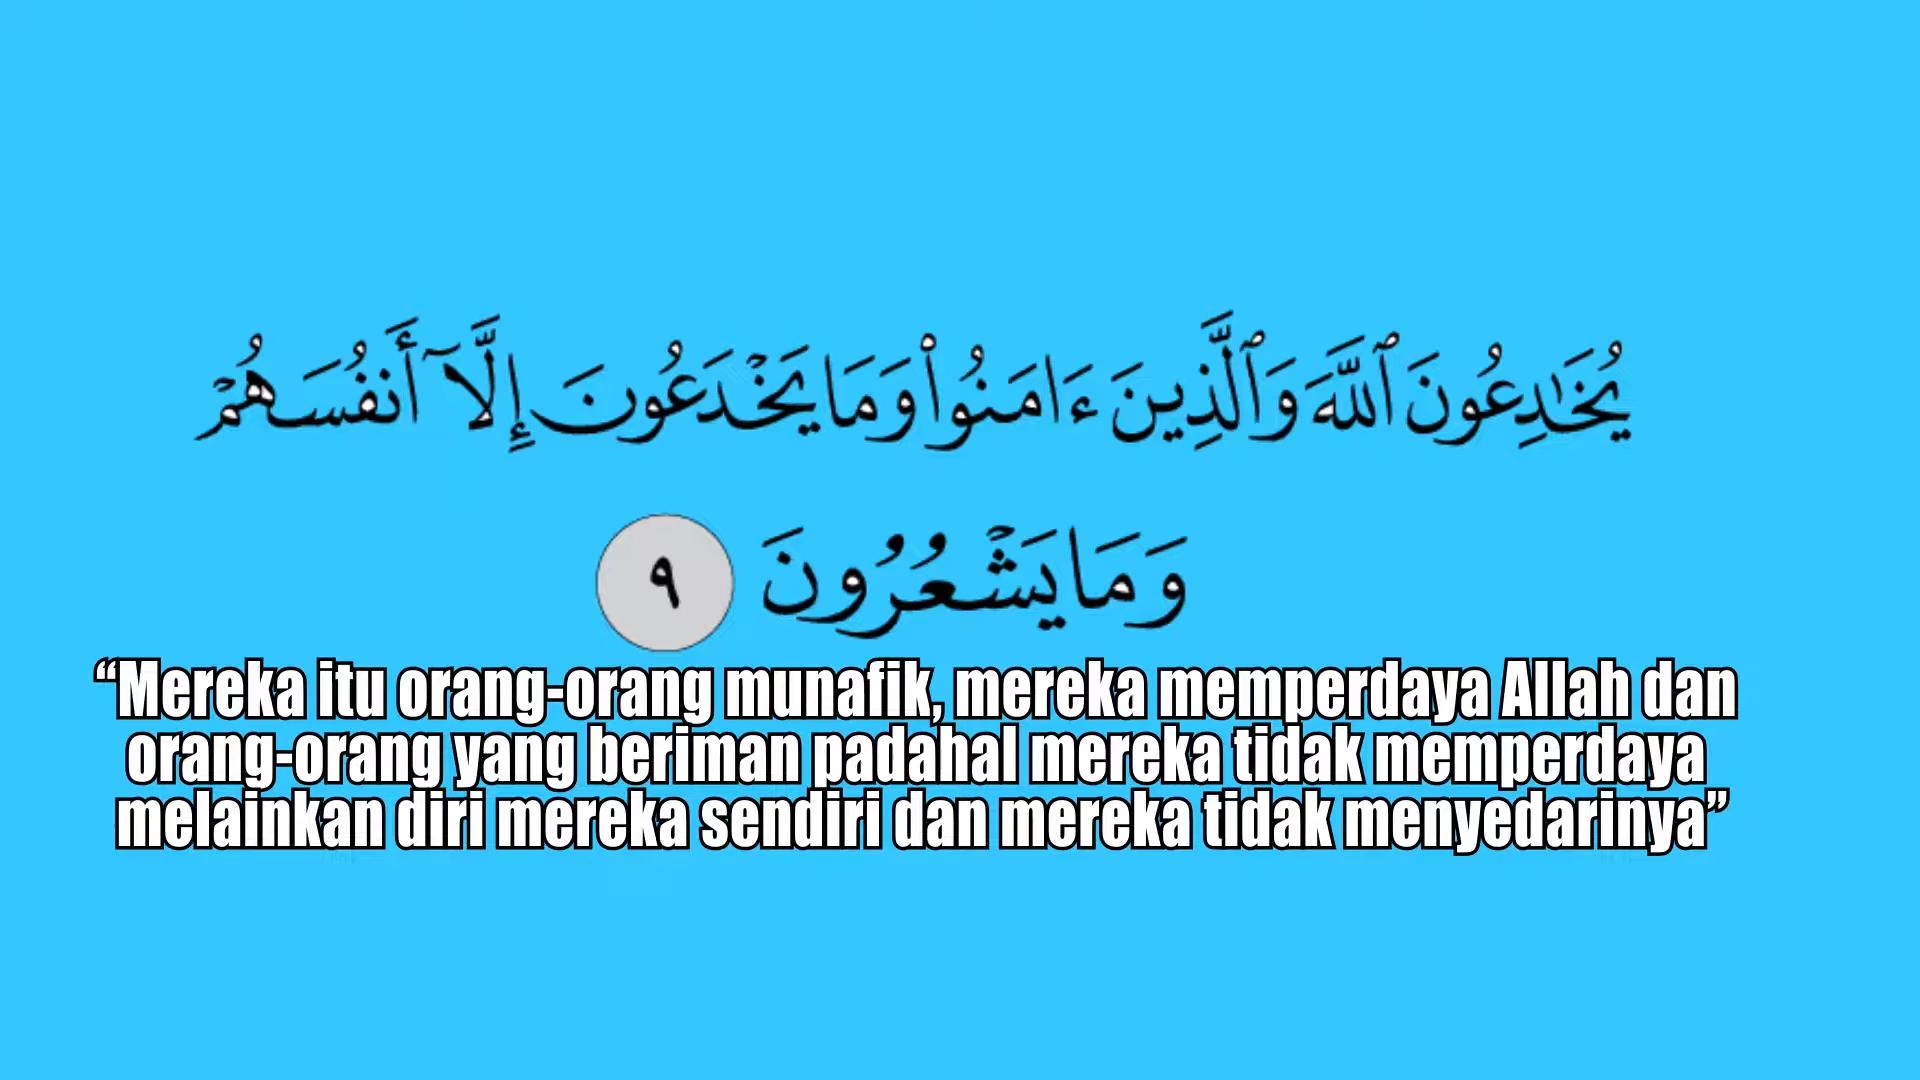 يُخَٰدِعُونَ ٱللَّهَ وَٱلَّذِينَ ءَامَنُوا۟ وَمَا يَخْدَعُونَ إِلَّآ أَنفُسَهُمْ
وَمَا يَشْعُرُونَ ٩
“Mereka itu orang-orang munafik, mereka memperdaya Allah dan
orang-orang yang beriman padahal mereka tidak memperdaya
melainkan diri mereka sendiri dan mereka tidak menyedarinya”